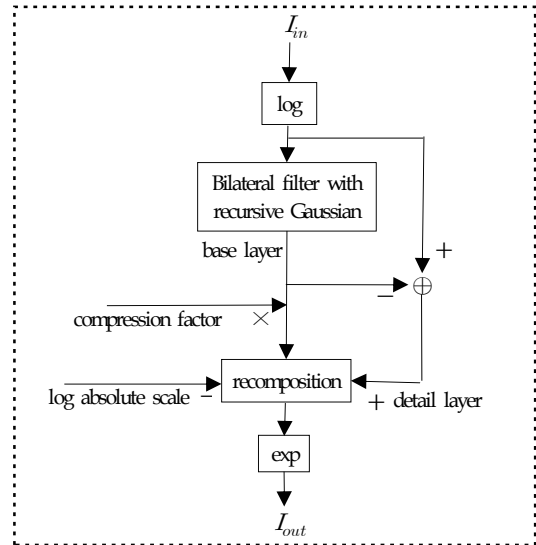 I_in
log
Bilateral filter with
recursive Gaussian
base layer
+
−
compression factor ×
recomposition
log absolute scale −
+ detail layer
exp
I_out